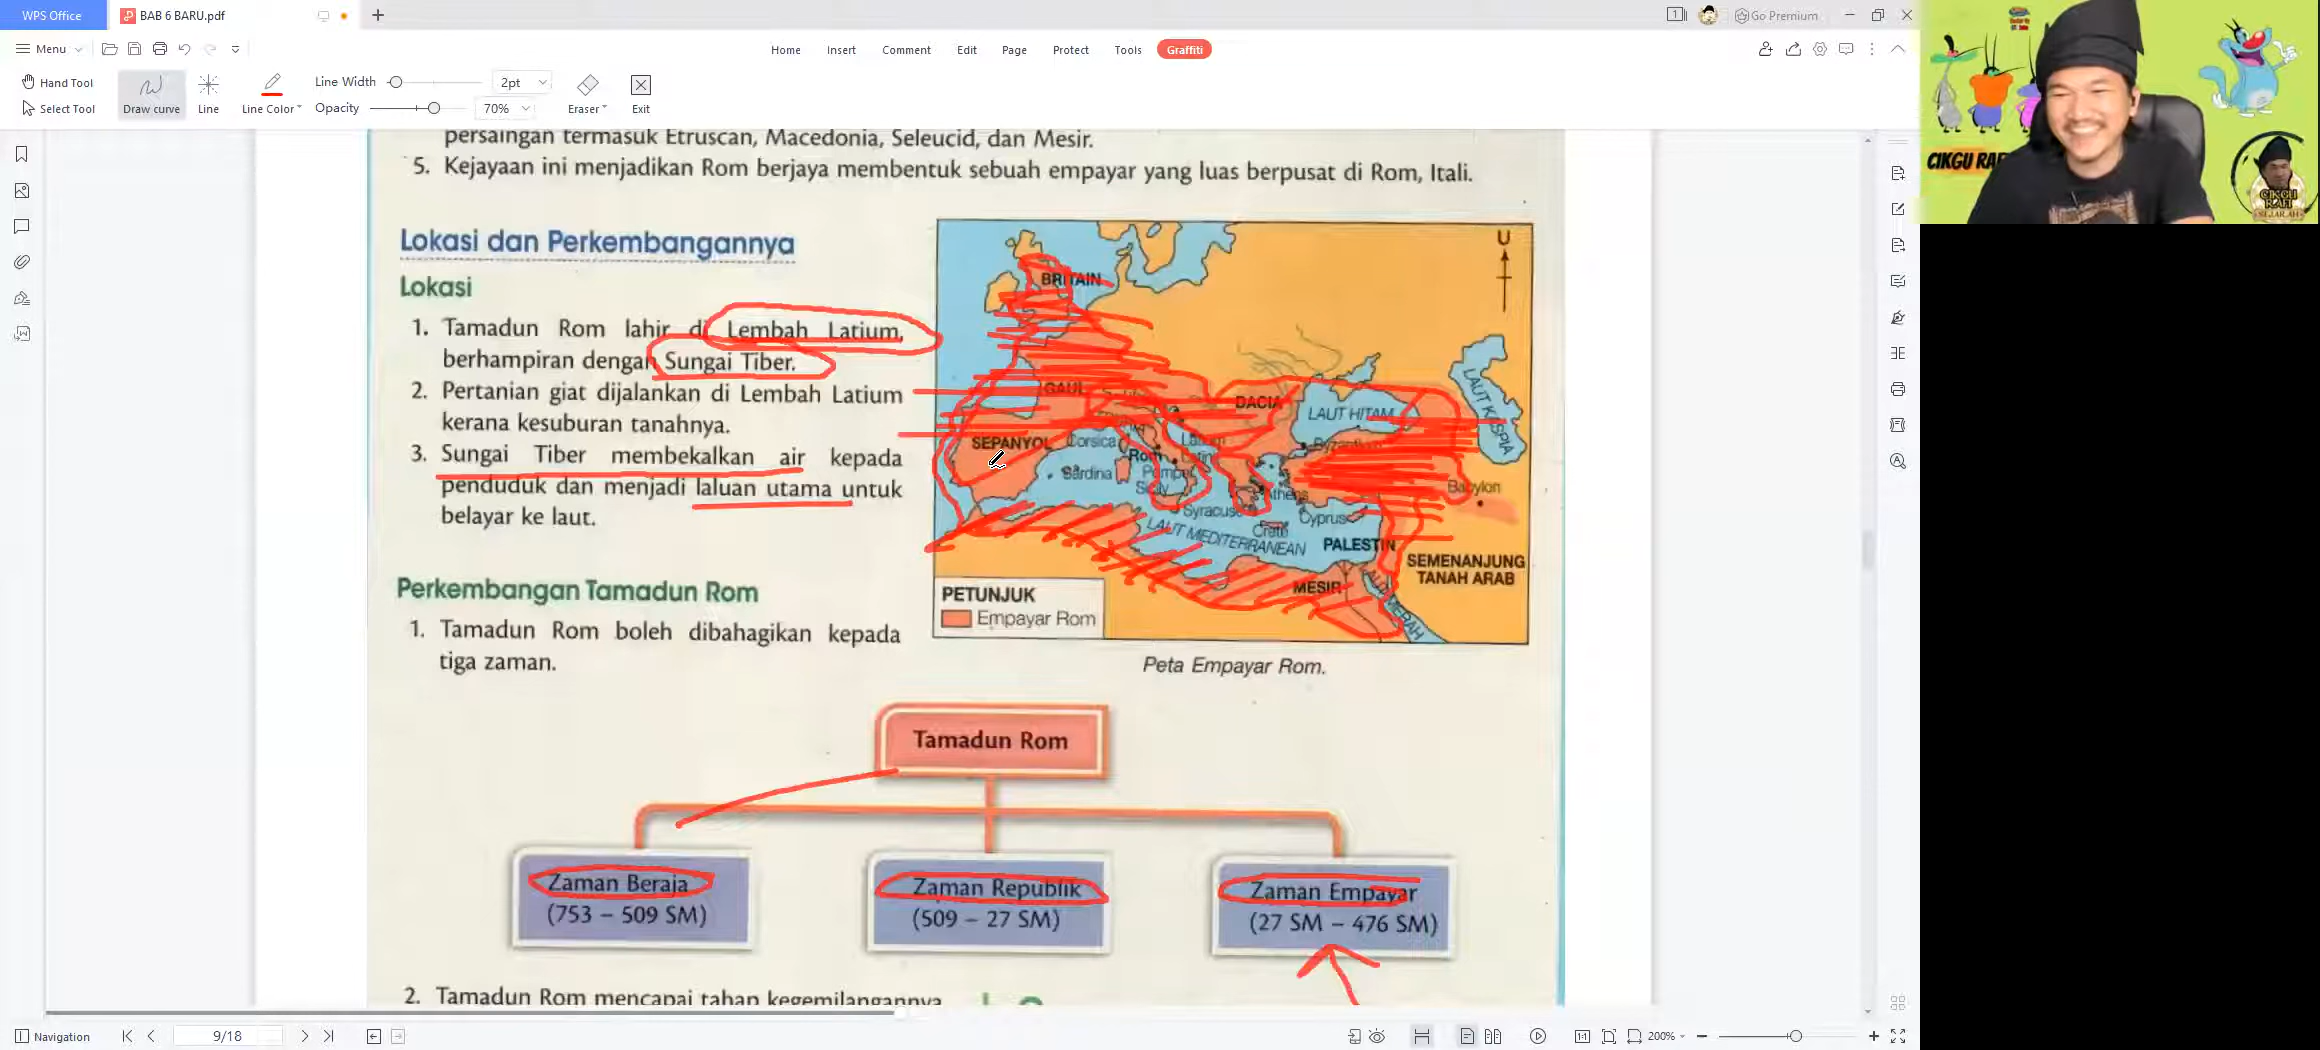 WPS Office
BAB 6 BARU.pdf
Go Premium
Menu
Home Insert Comment Edit Page Protect Tools Graffiti
Hand Tool
Select Tool
Draw curve
Line
Line Color
Line Width 2pt
Opacity 70%
Eraser
Exit
persaingan termasuk Etruscan, Macedonia, Seleucid, dan Mesir.
5. Kejayaan ini menjadikan Rom berjaya membentuk sebuah empayar yang luas berpusat di Rom, Itali.
Lokasi dan Perkembangannya
Lokasi
1. Tamadun Rom lahir di Lembah Latium,
berhampiran dengan Sungai Tiber.
2. Pertanian giat dijalankan di Lembah Latium
kerana kesuburan tanahnya.
3. Sungai Tiber membekalkan air kepada
penduduk dan menjadi laluan utama untuk
belayar ke laut.
U
BRITAIN
GAUL
DACIA
LAUT HITAM
LAUT KASPIA
SEPANYOL
Corsica
Rom
Sardina
Sicily
Athens
Babylon
Syracuse
Cyprus
Crete
LAUT MEDITERRANEAN
PALESTIN
SEMENANJUNG
TANAH ARAB
MESIR
LAUT MERAH
PETUNJUK
Empayar Rom
Peta Empayar Rom.
Perkembangan Tamadun Rom
1. Tamadun Rom boleh dibahagikan kepada
tiga zaman.
Tamadun Rom
Zaman Beraja
(753 – 509 SM)
Zaman Republik
(509 – 27 SM)
Zaman Empayar
(27 SM – 476 SM)
2. Tamadun Rom mencapai tahap kegemilangannya
Navigation
9/18
200%
CIKGU RAF
CIKGU
RAFI
SEJARAH